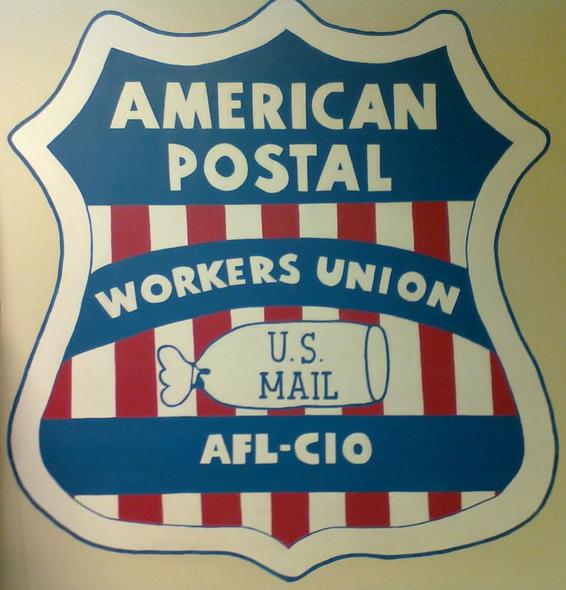 AMERICAN
POSTAL
WORKERS UNION
U.S.
MAIL
AFL-CIO